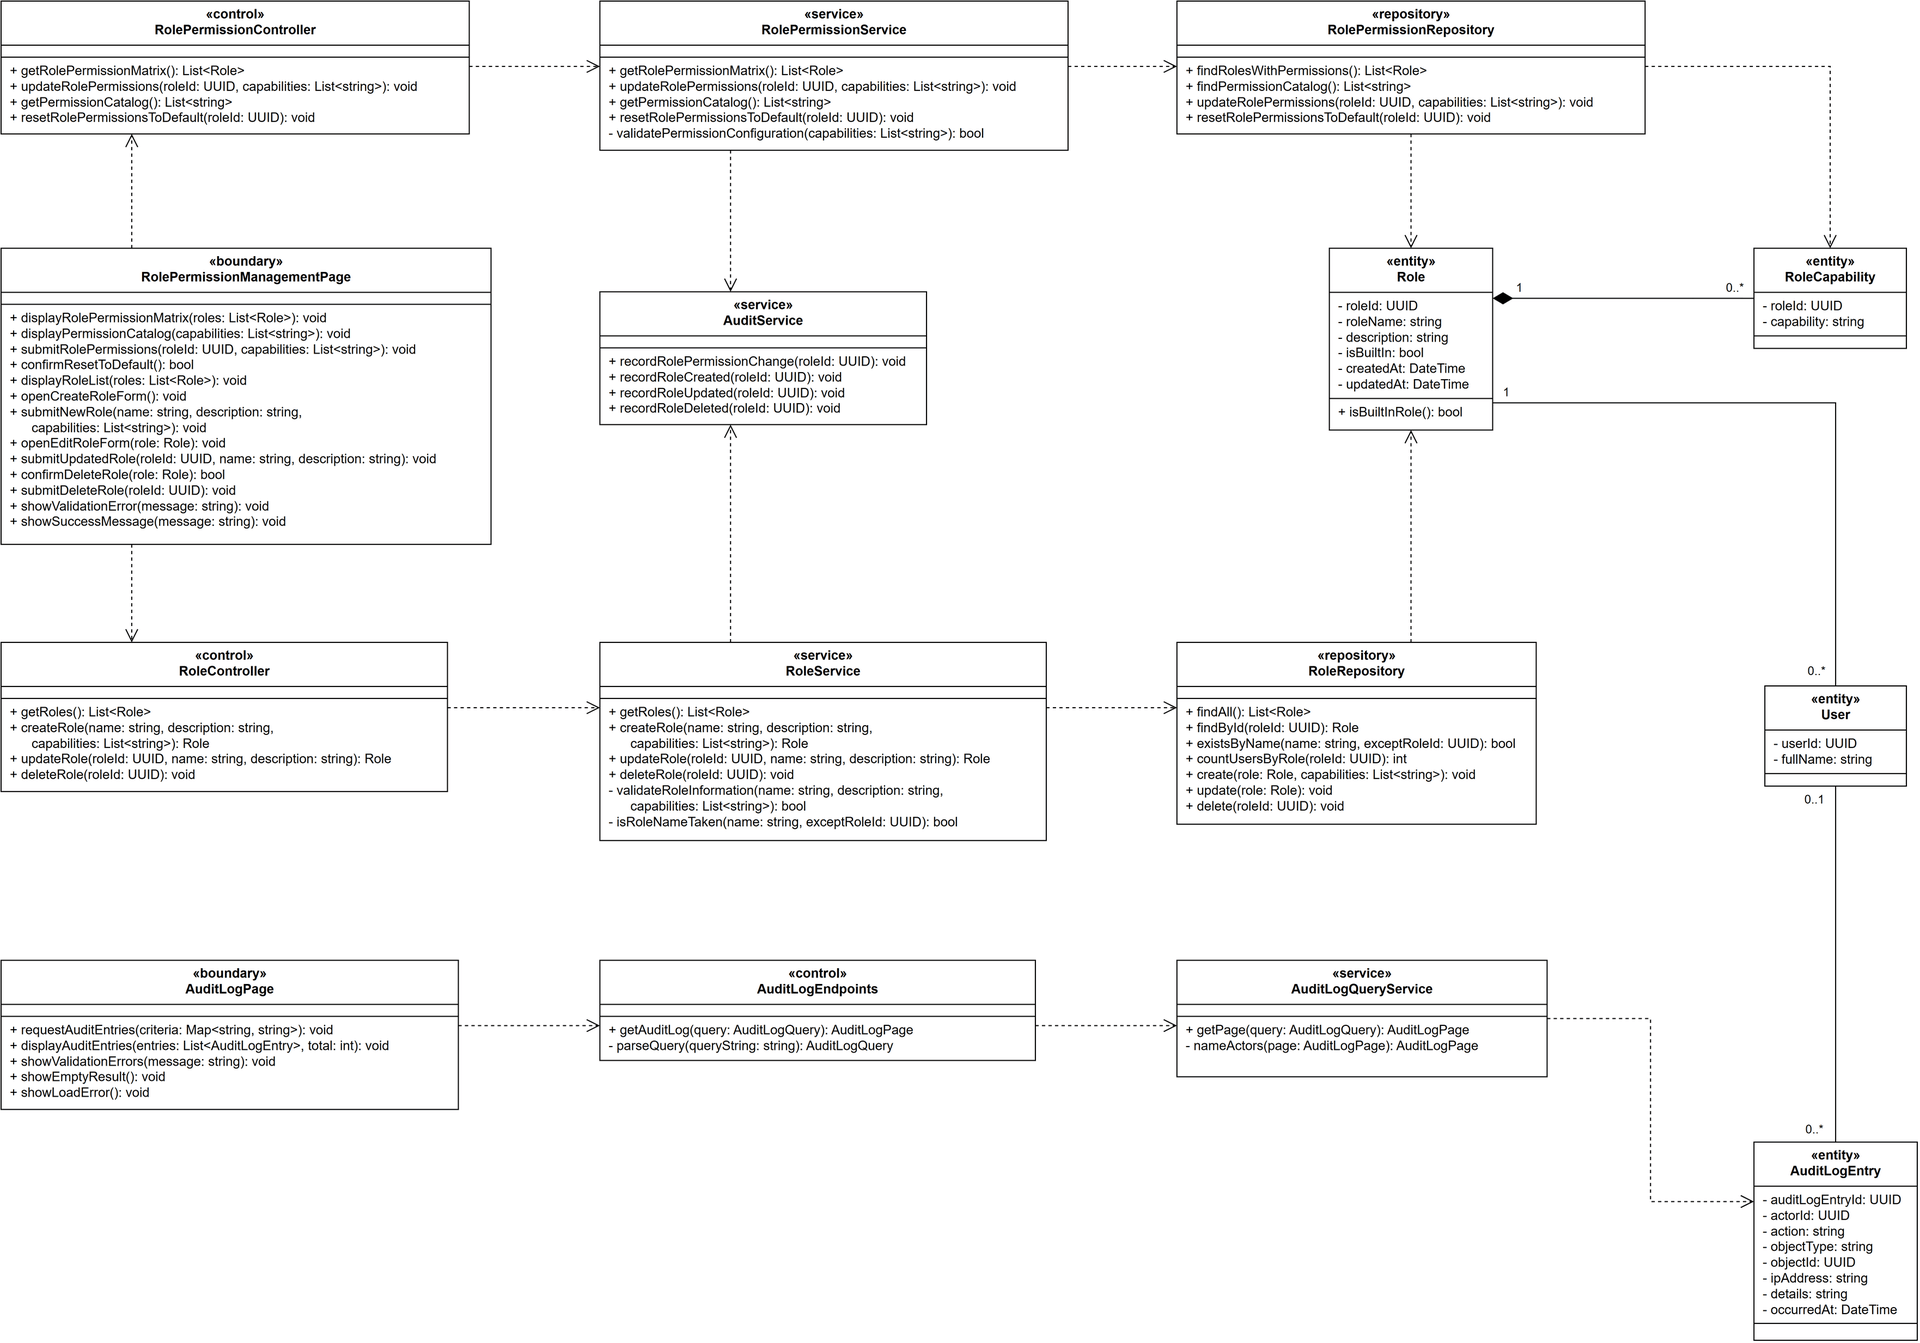 «control»
RolePermissionController
+ getRolePermissionMatrix(): List<Role>
+ updateRolePermissions(roleId: UUID, capabilities: List<string>): void
+ getPermissionCatalog(): List<string>
+ resetRolePermissionsToDefault(roleId: UUID): void
«service»
RolePermissionService
+ getRolePermissionMatrix(): List<Role>
+ updateRolePermissions(roleId: UUID, capabilities: List<string>): void
+ getPermissionCatalog(): List<string>
+ resetRolePermissionsToDefault(roleId: UUID): void
- validatePermissionConfiguration(capabilities: List<string>): bool
«repository»
RolePermissionRepository
+ findRolesWithPermissions(): List<Role>
+ findPermissionCatalog(): List<string>
+ updateRolePermissions(roleId: UUID, capabilities: List<string>): void
+ resetRolePermissionsToDefault(roleId: UUID): void
«boundary»
RolePermissionManagementPage
+ displayRolePermissionMatrix(roles: List<Role>): void
+ displayPermissionCatalog(capabilities: List<string>): void
+ submitRolePermissions(roleId: UUID, capabilities: List<string>): void
+ confirmResetToDefault(): bool
+ displayRoleList(roles: List<Role>): void
+ openCreateRoleForm(): void
+ submitNewRole(name: string, description: string,
capabilities: List<string>): void
+ openEditRoleForm(role: Role): void
+ submitUpdatedRole(roleId: UUID, name: string, description: string): void
+ confirmDeleteRole(role: Role): bool
+ submitDeleteRole(roleId: UUID): void
+ showValidationError(message: string): void
+ showSuccessMessage(message: string): void
«service»
AuditService
+ recordRolePermissionChange(roleId: UUID): void
+ recordRoleCreated(roleId: UUID): void
+ recordRoleUpdated(roleId: UUID): void
+ recordRoleDeleted(roleId: UUID): void
«entity»
Role
- roleId: UUID
- roleName: string
- description: string
- isBuiltIn: bool
- createdAt: DateTime
- updatedAt: DateTime
+ isBuiltInRole(): bool
1
0..*
«entity»
RoleCapability
- roleId: UUID
- capability: string
1
0..*
«control»
RoleController
+ getRoles(): List<Role>
+ createRole(name: string, description: string,
capabilities: List<string>): Role
+ updateRole(roleId: UUID, name: string, description: string): Role
+ deleteRole(roleId: UUID): void
«service»
RoleService
+ getRoles(): List<Role>
+ createRole(name: string, description: string,
capabilities: List<string>): Role
+ updateRole(roleId: UUID, name: string, description: string): Role
+ deleteRole(roleId: UUID): void
- validateRoleInformation(name: string, description: string,
capabilities: List<string>): bool
- isRoleNameTaken(name: string, exceptRoleId: UUID): bool
«repository»
RoleRepository
+ findAll(): List<Role>
+ findById(roleId: UUID): Role
+ existsByName(name: string, exceptRoleId: UUID): bool
+ countUsersByRole(roleId: UUID): int
+ create(role: Role, capabilities: List<string>): void
+ update(role: Role): void
+ delete(roleId: UUID): void
«entity»
User
- userId: UUID
- fullName: string
0..1
0..*
«boundary»
AuditLogPage
+ requestAuditEntries(criteria: Map<string, string>): void
+ displayAuditEntries(entries: List<AuditLogEntry>, total: int): void
+ showValidationErrors(message: string): void
+ showEmptyResult(): void
+ showLoadError(): void
«control»
AuditLogEndpoints
+ getAuditLog(query: AuditLogQuery): AuditLogPage
- parseQuery(queryString: string): AuditLogQuery
«service»
AuditLogQueryService
+ getPage(query: AuditLogQuery): AuditLogPage
- nameActors(page: AuditLogPage): AuditLogPage
«entity»
AuditLogEntry
- auditLogEntryId: UUID
- actorId: UUID
- action: string
- objectType: string
- objectId: UUID
- ipAddress: string
- details: string
- occurredAt: DateTime